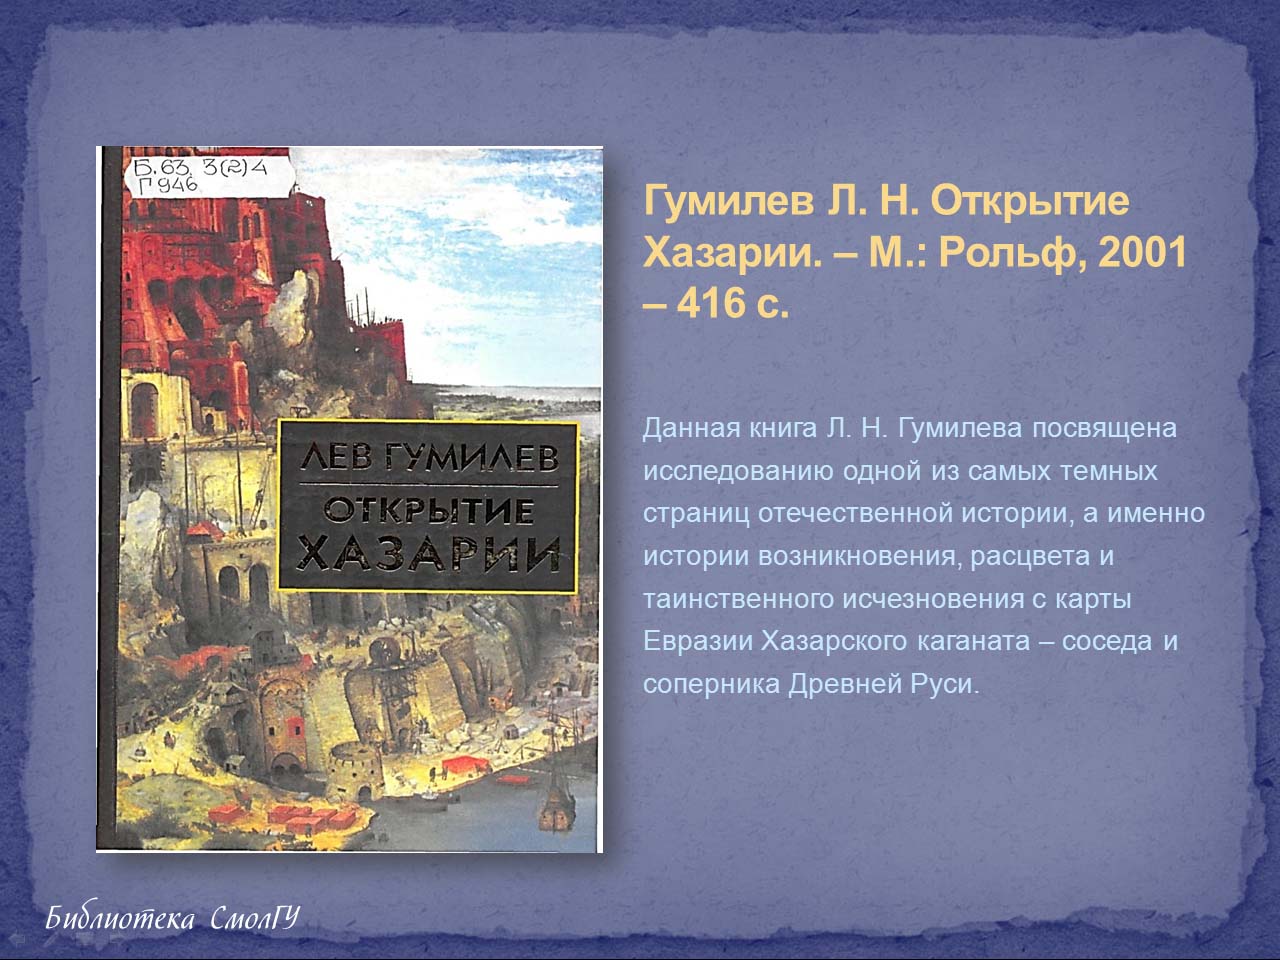 Б.63.3(2)4
Г946
ЛЕВ ГУМИЛЕВ
ОТКРЫТИЕ
ХАЗАРИИ
Гумилев Л. Н. Открытие
Хазарии. – М.: Рольф, 2001
– 416 с.
Данная книга Л. Н. Гумилева посвящена
исследованию одной из самых темных
страниц отечественной истории, а именно
истории возникновения, расцвета и
таинственного исчезновения с карты
Евразии Хазарского каганата – соседа и
соперника Древней Руси.
Библиотека СмолГУ